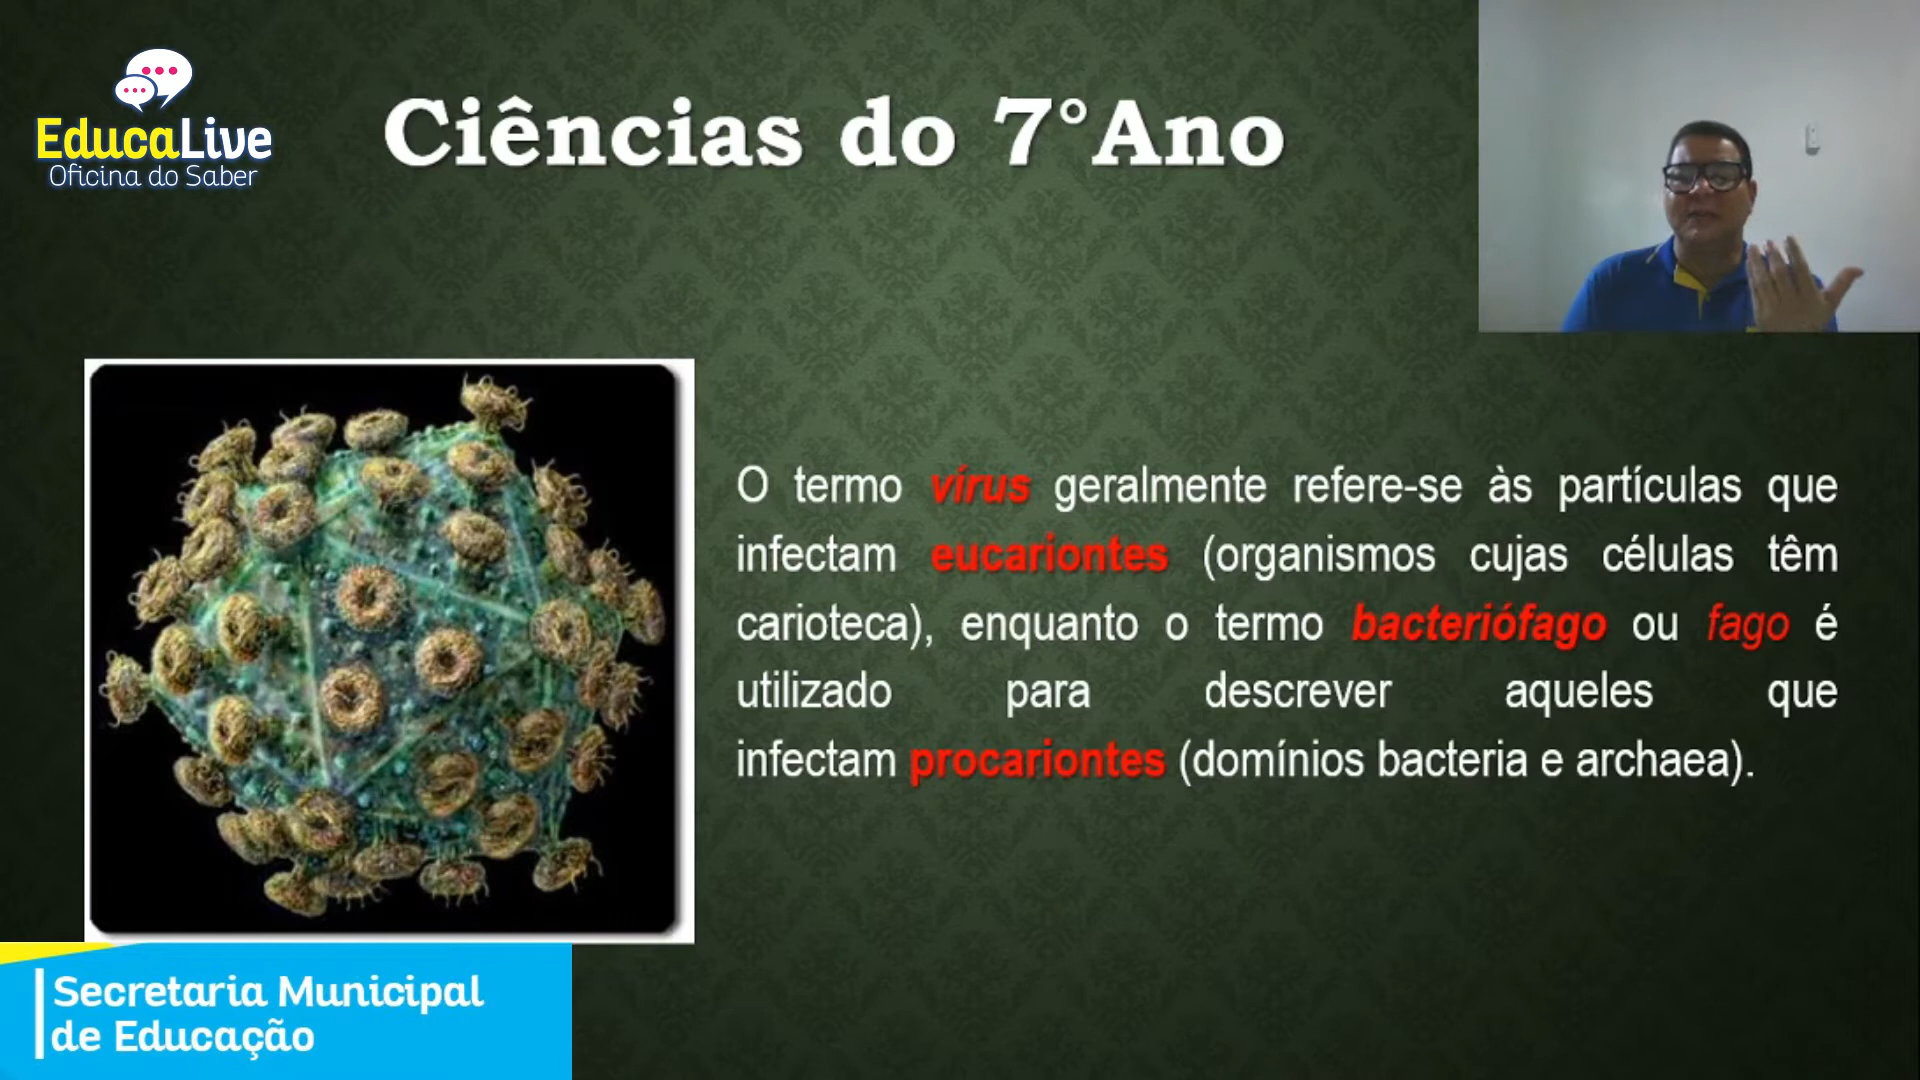 EducaLive
Oficina do Saber
Ciências do 7°Ano
O termo vírus geralmente refere-se às partículas que
infectam eucariontes (organismos cujas células têm
carioteca), enquanto o termo bacteriófago ou fago é
utilizado para descrever aqueles que
infectam procariontes (domínios bacteria e archaea).
Secretaria Municipal
de Educação